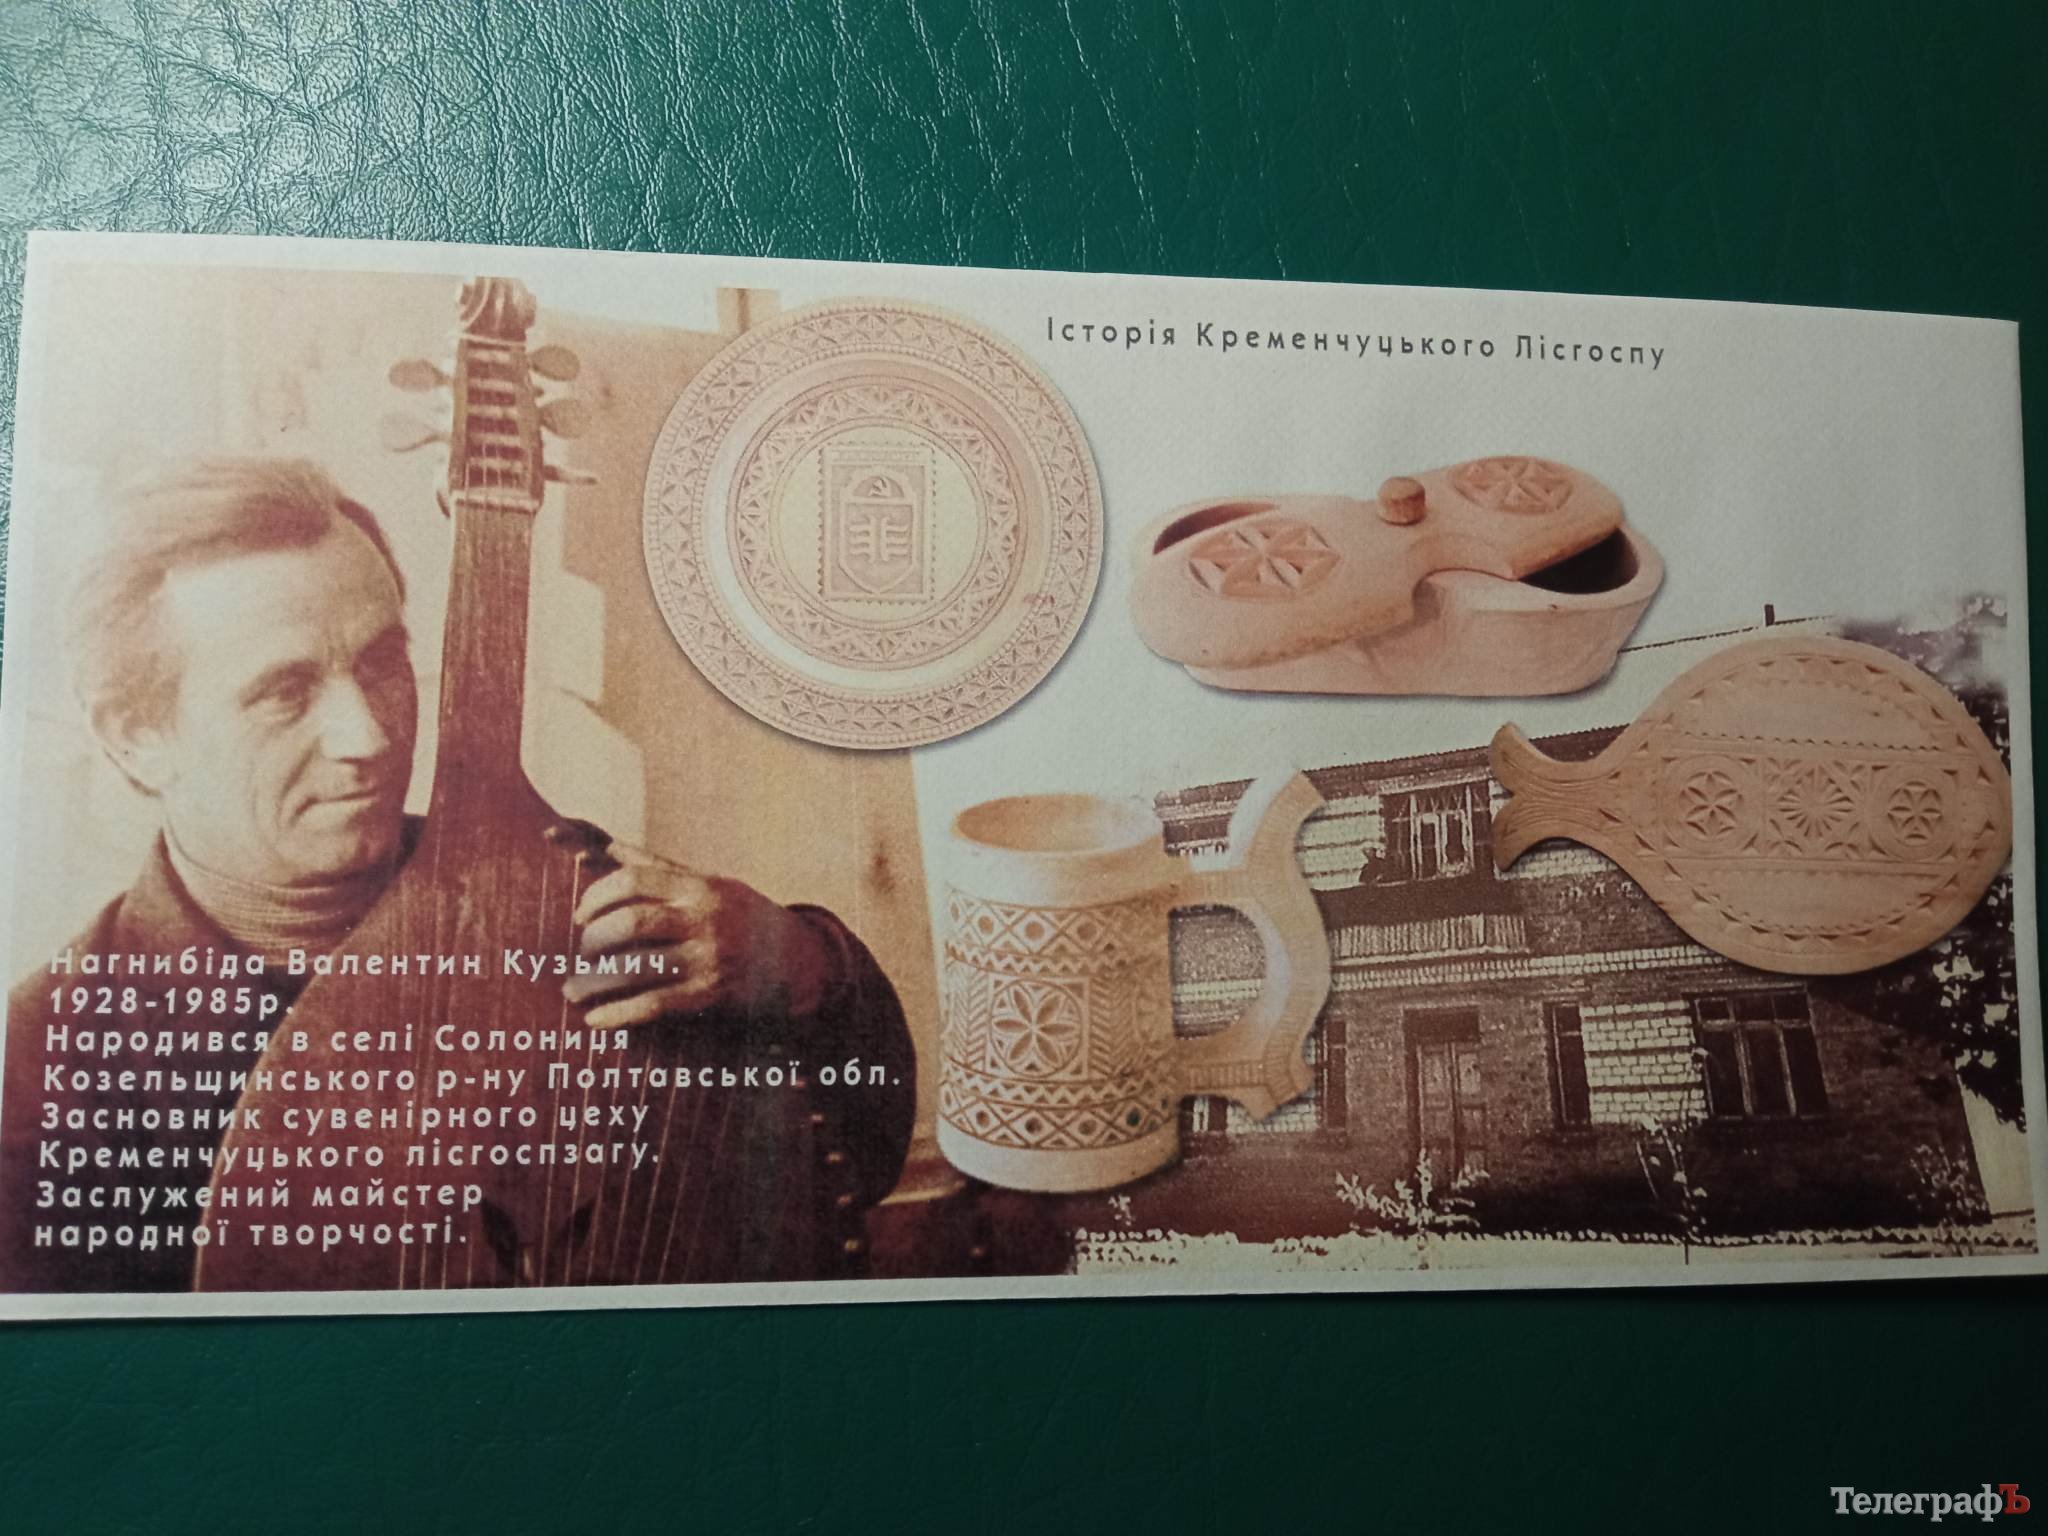 Історія Кременчуцького Лісгоспу
Нагнибіда Валентин Кузьмич.
1928-1985р.
Народився в селі Солониця
Козельщинського р-ну Полтавської обл.
Засновник сувенірного цеху
Кременчуцького лісгоспзагу.
Заслужений майстер
народної творчості.
ТелеграфЪ